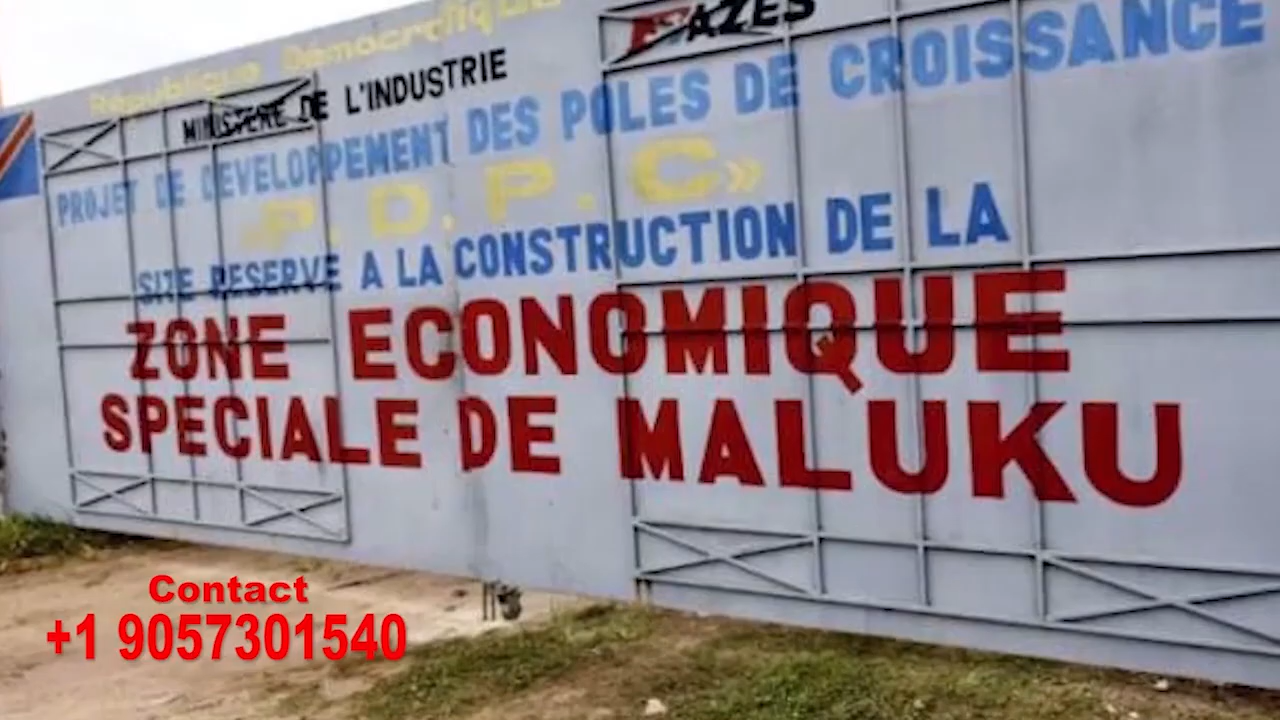 République Démocratique
AZES
MINISTERE DE L'INDUSTRIE
PROJET DE DEVELOPPEMENT DES POLES DE CROISSANCE
«P.D.P.C»
SITE RESERVE A LA CONSTRUCTION DE LA
ZONE ECONOMIQUE
SPECIALE DE MALUKU
Contact
+1 9057301540